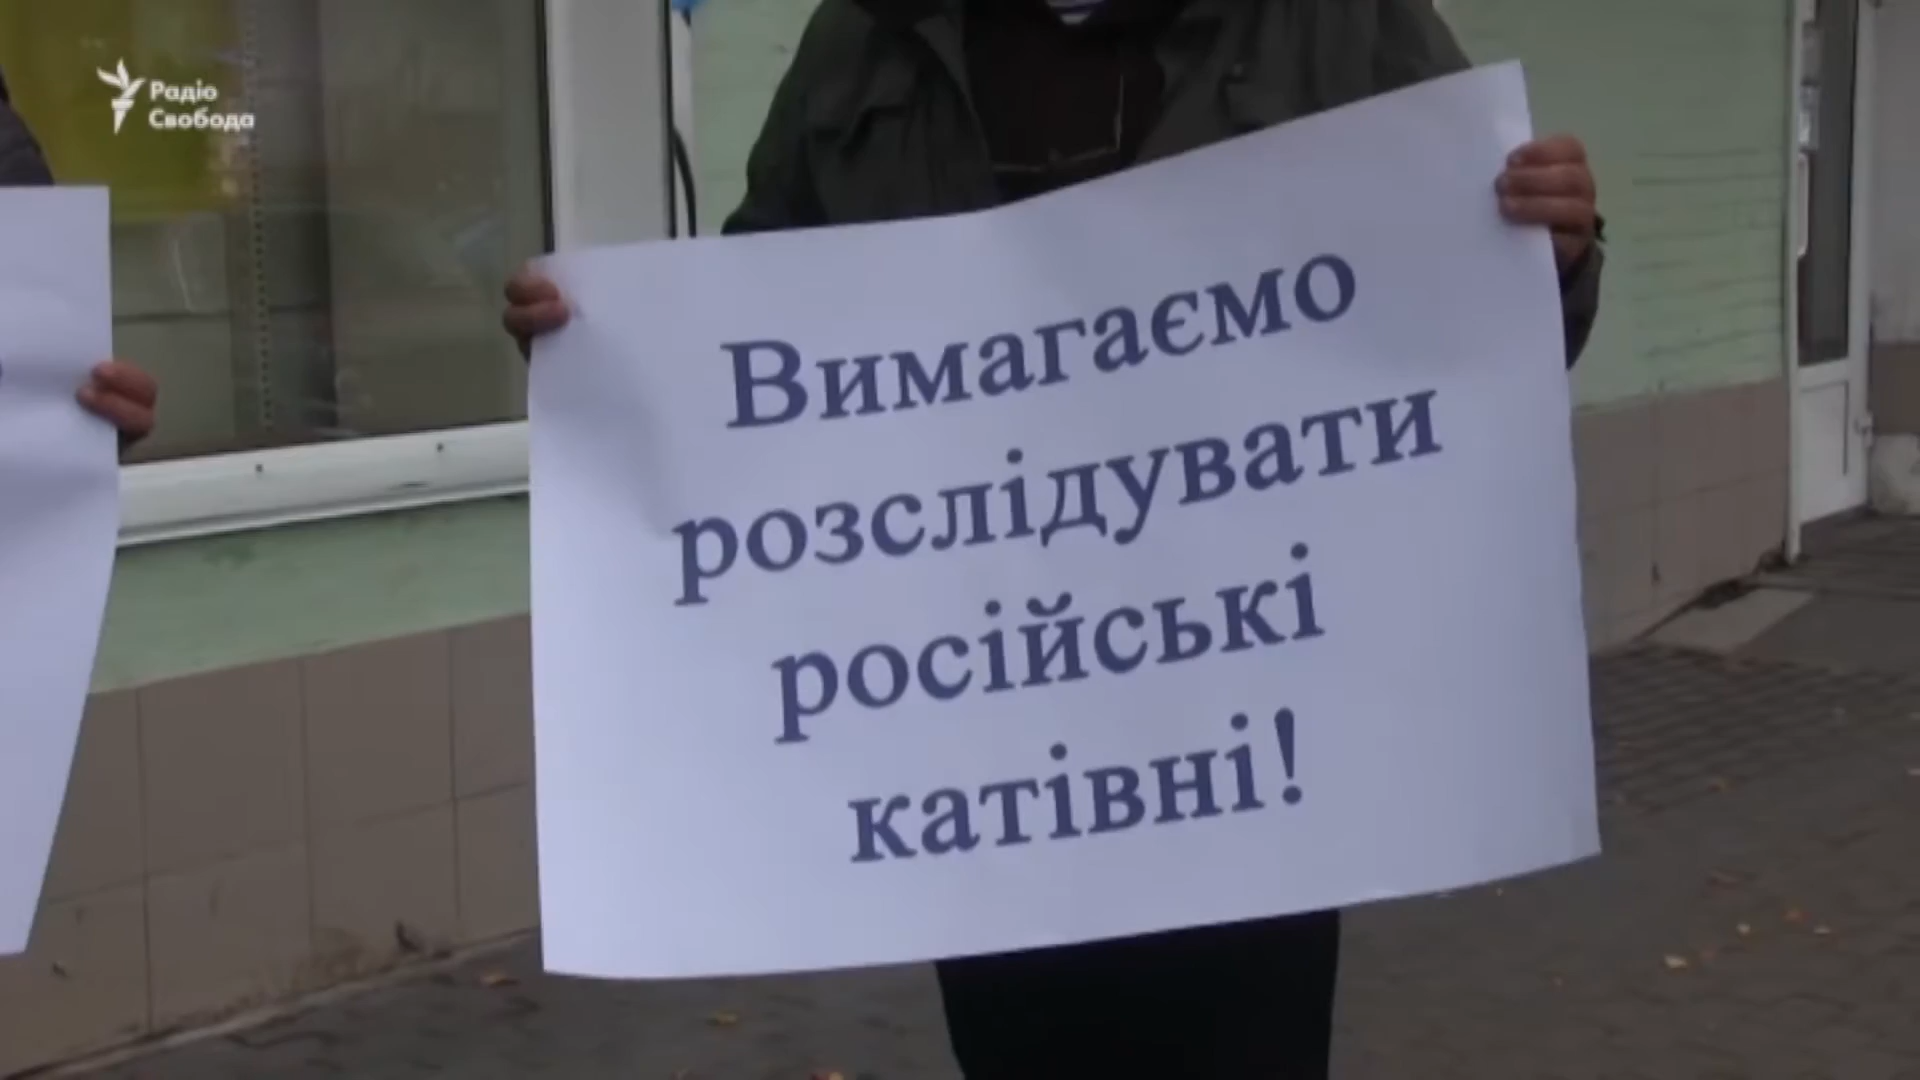 Радіо
Свобода
Вимагаємо
розслідувати
російські
катівні!